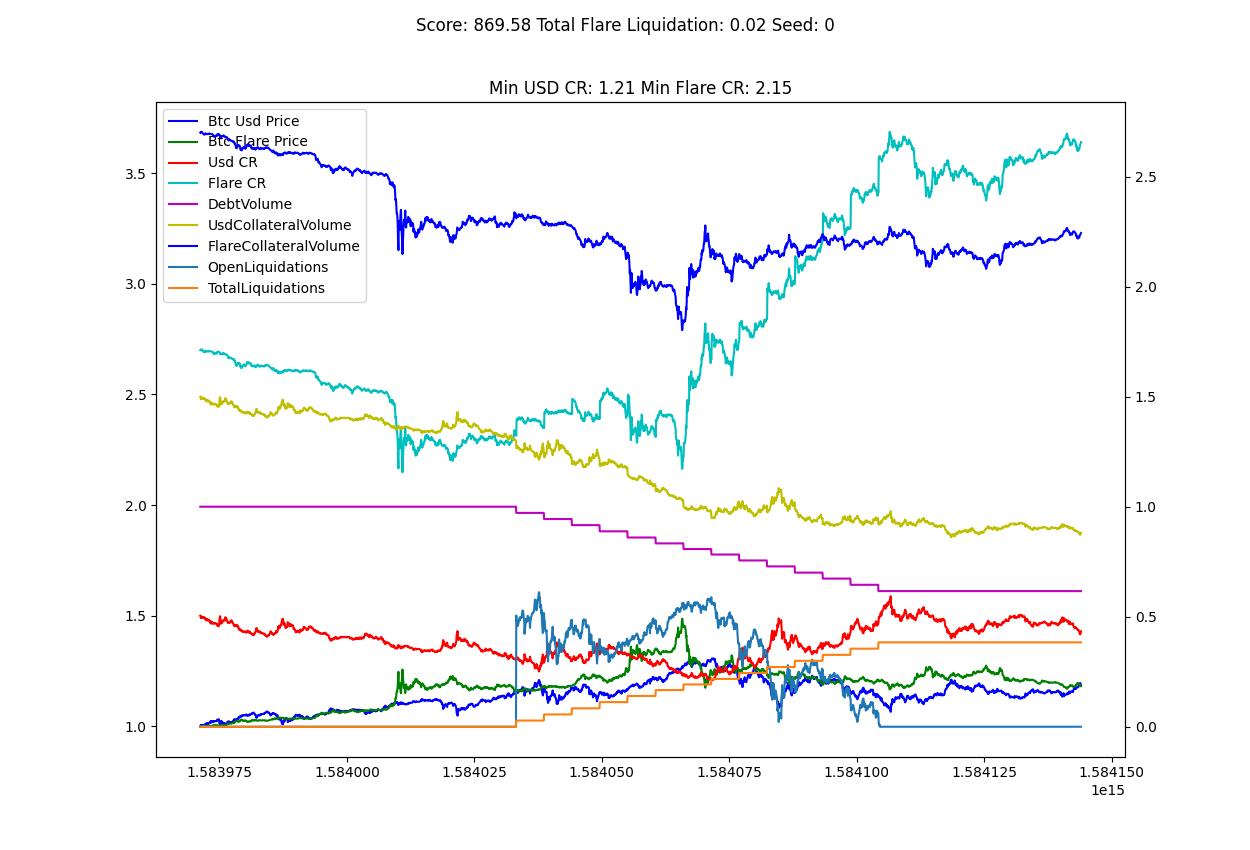 Score: 869.58 Total Flare Liquidation: 0.02 Seed: 0
Min USD CR: 1.21 Min Flare CR: 2.15
Btc Usd Price
Btc Flare Price
Usd CR
Flare CR
DebtVolume
UsdCollateralVolume
FlareCollateralVolume
OpenLiquidations
TotalLiquidations
3.5
3.0
2.5
2.0
1.5
1.0
2.5
2.0
1.5
1.0
0.5
0.0
1.583975
1.584000
1.584025
1.584050
1.584075
1.584100
1.584125
1.584150
1e15